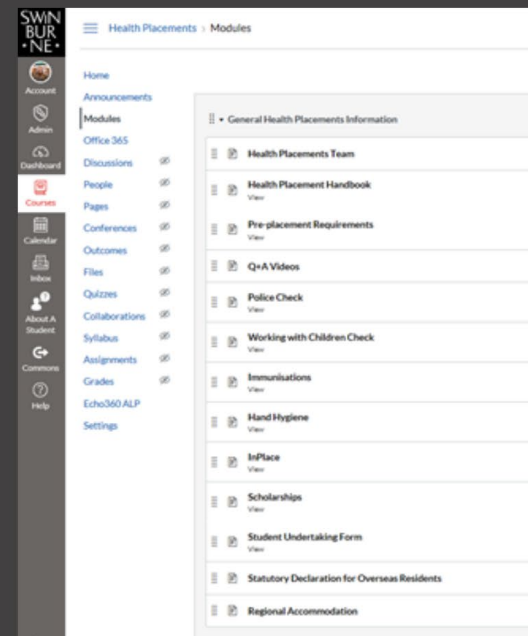 SWIN
BUR
• NE •
Account
Admin
Dashboard
Courses
Calendar
Inbox
About A
Student
Commons
Help
Health Placements > Modules
Home
Announcements
Modules
Office 365
Discussions
People
Pages
Conferences
Outcomes
Files
Quizzes
Collaborations
Syllabus
Assignments
Grades
Echo360 ALP
Settings
General Health Placements Information
Health Placements Team
Health Placement Handbook
View
Pre-placement Requirements
View
Q+A Videos
Police Check
View
Working with Children Check
View
Immunisations
View
Hand Hygiene
View
InPlace
View
Scholarships
View
Student Undertaking Form
View
Statutory Declaration for Overseas Residents
Regional Accommodation